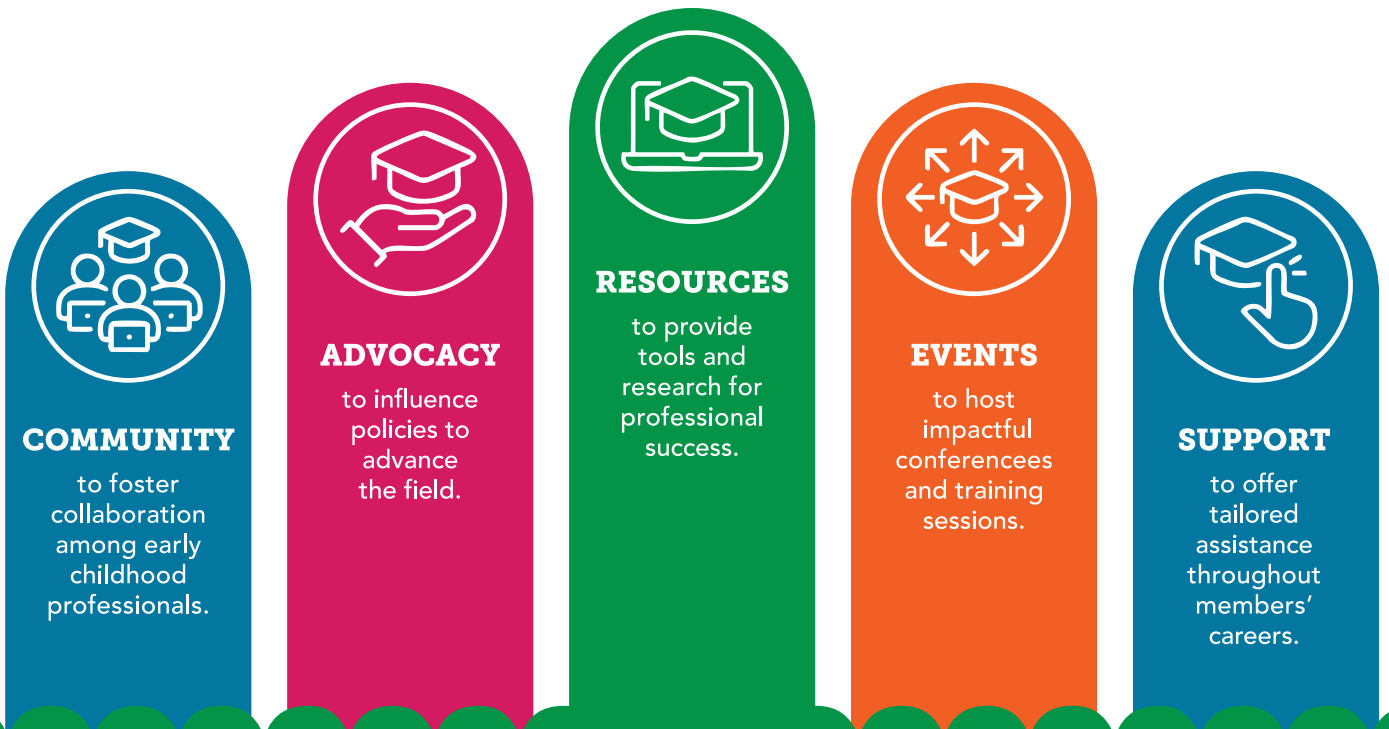 COMMUNITY
to foster
collaboration
among early
childhood
professionals.
ADVOCACY
to influence
policies to
advance
the field.
RESOURCES
to provide
tools and
research for
professional
success.
EVENTS
to host
impactful
conferencees
and training
sessions.
SUPPORT
to offer
tailored
assistance
throughout
members’
careers.